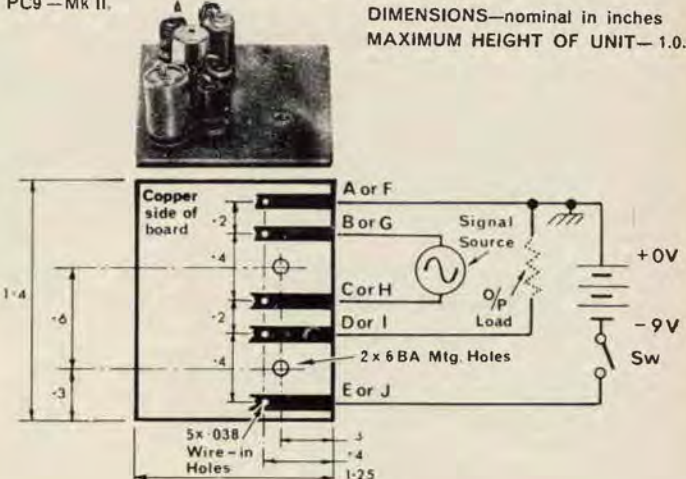 PC9 — Mk II.
DIMENSIONS—nominal in inches
MAXIMUM HEIGHT OF UNIT— 1.0.
Copper
side of
board
A or F
B or G
Signal
Source
C or H
D or I
O/P
Load
+0V
−9V
Sw
2 x 6 BA Mtg. Holes
E or J
1·4
·6
·3
·2
·4
·2
·4
5x ·038
Wire-in
Holes
·3
·4
1·25